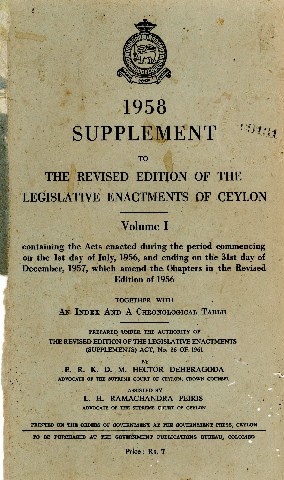 1958
SUPPLEMENT
TO
THE REVISED EDITION OF THE
LEGISLATIVE ENACTMENTS OF CEYLON
Volume I
containing the Acts enacted during the period commencing
on the 1st day of July, 1956, and ending on the 31st day of
December, 1957, which amend the Chapters in the Revised
Edition of 1956
TOGETHER WITH
AN INDEX AND A CHRONOLOGICAL TABLE
PREPARED UNDER THE AUTHORITY OF
THE REVISED EDITION OF THE LEGISLATIVE ENACTMENTS
(SUPPLEMENTS) ACT, No. 26 OF 1961
BY
P. R. K. D. M. HECTOR DEHERAGODA
ADVOCATE OF THE SUPREME COURT OF CEYLON, CROWN COUNSEL
ASSISTED BY
L. H. RAMACHANDRA PEIRIS
ADVOCATE OF THE SUPREME COURT OF CEYLON
PRINTED ON THE ORDERS OF GOVERNMENT AT THE GOVERNMENT PRESS, CEYLON
TO BE PURCHASED AT THE GOVERNMENT PUBLICATIONS BUREAU, COLOMBO
Price : Rs. 7